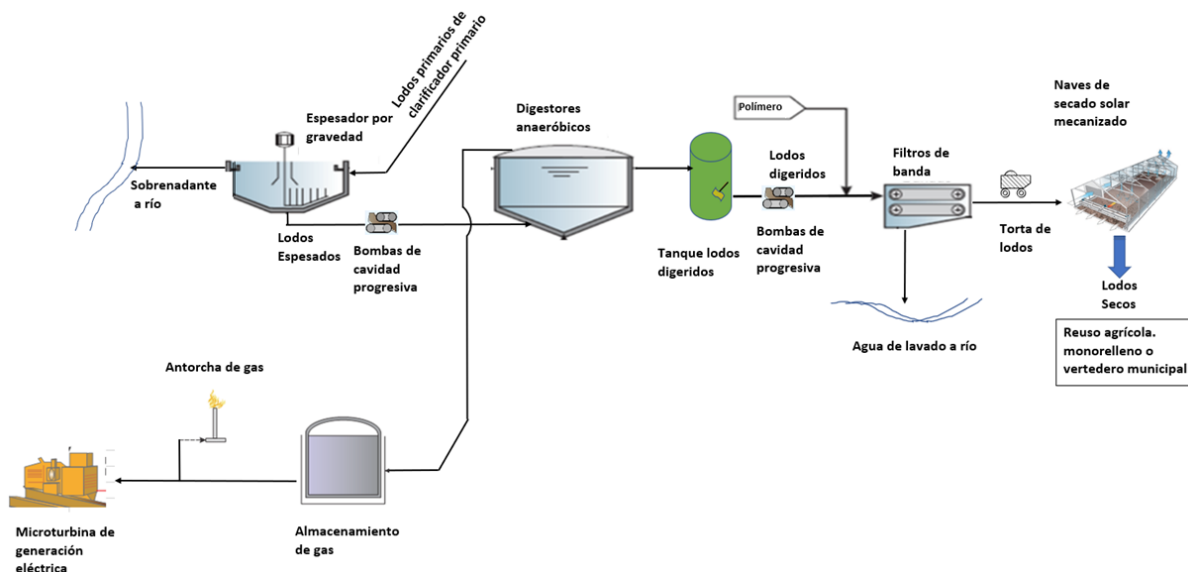 Lodos primarios de
clarificador primario
Espesador por
gravedad
Digestores
anaeróbicos
Polímero
Naves de
secado solar
mecanizado
Sobrenadante
a río
Lodos
Espesados
Bombas de
cavidad
progresiva
Tanque lodos
digeridos
Lodos
digeridos
Bombas de
cavidad
progresiva
Filtros de
banda
Torta de
lodos
Lodos
Secos
Reuso agrícola.
monorelleno o
vertedero municipal
Agua de lavado a río
Antorcha de gas
Microturbina de
generación
eléctrica
Almacenamiento
de gas